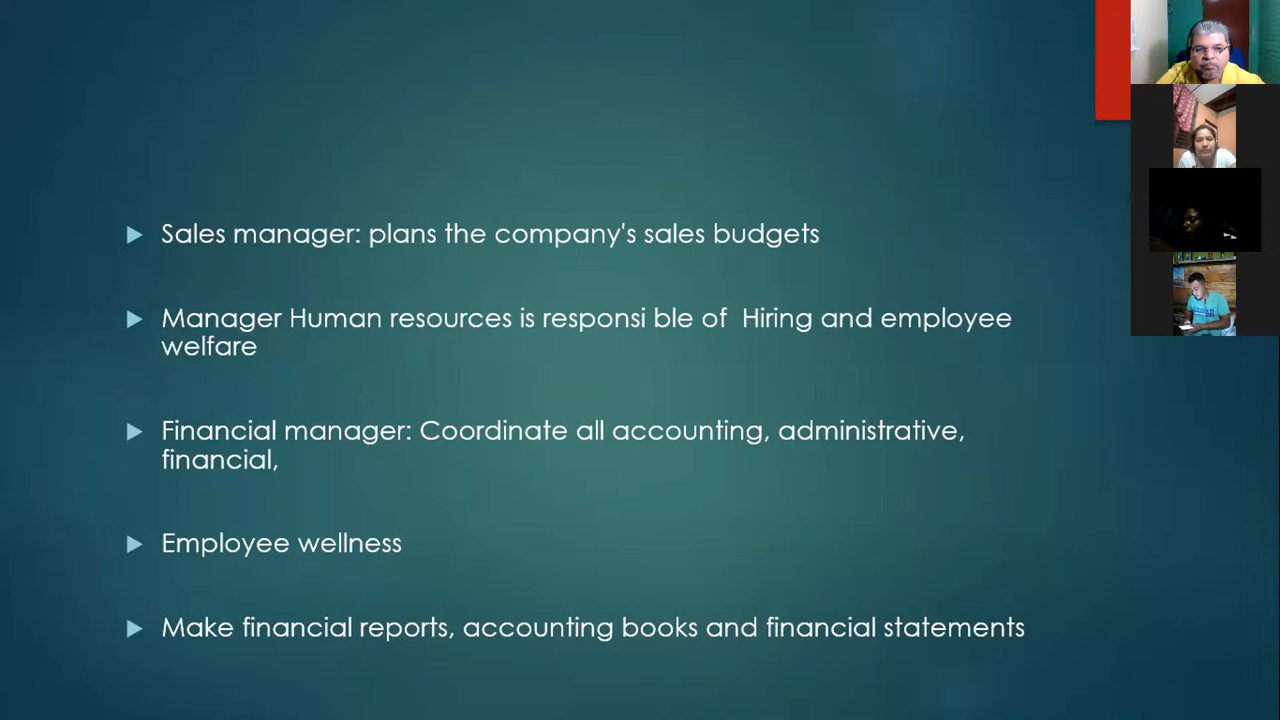 Sales manager: plans the company's sales budgets
Manager Human resources is responsi ble of  Hiring and employee
welfare
Financial manager: Coordinate all accounting, administrative,
financial,
Employee wellness
Make financial reports, accounting books and financial statements